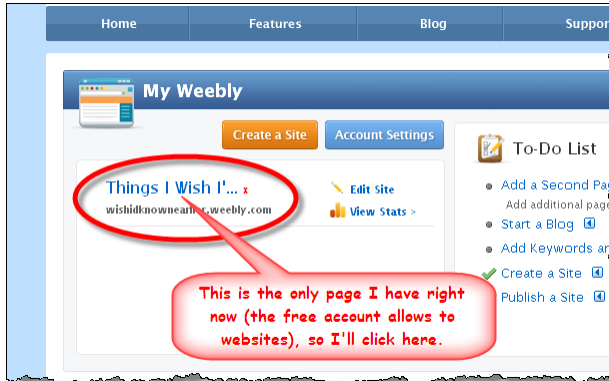 Home Features Blog Suppor
My Weebly
Create a Site Account Settings
Things I Wish I'... x
wishidknownearlier.weebly.com
Edit Site
View Stats >
To-Do List
Add a Second Pa
Add additional page
Start a Blog
Add Keywords an
Create a Site
Publish a Site
This is the only page I have right
now (the free account allows to
websites), so I'll click here.